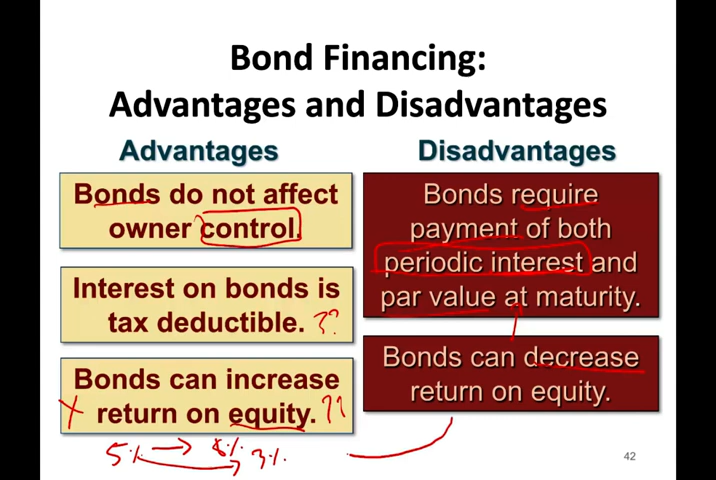 Bond Financing:
Advantages and Disadvantages
Advantages
Bonds do not affect
owner control.
Interest on bonds is
tax deductible. ??
Bonds can increase
return on equity. ??
5% 8% 3%
Disadvantages
Bonds require
payment of both
periodic interest and
par value at maturity.
Bonds can decrease
return on equity.
42